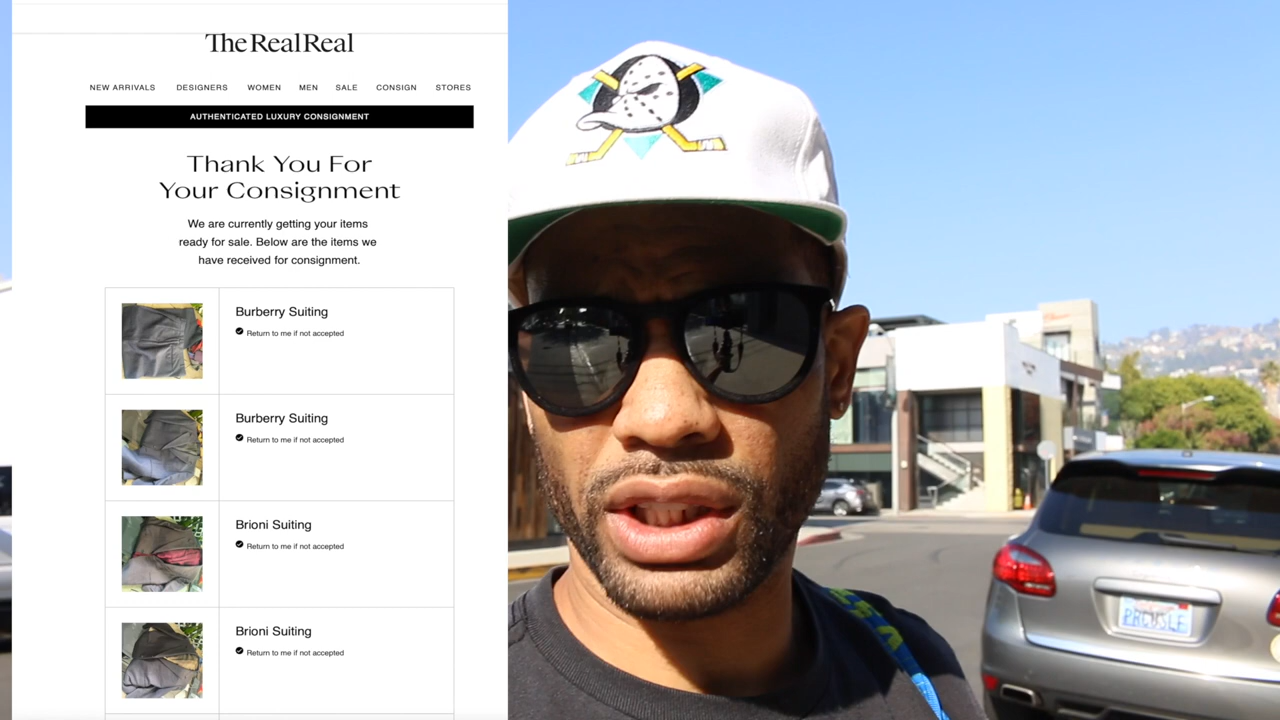 The RealReal
NEW ARRIVALS DESIGNERS WOMEN MEN SALE CONSIGN STORES
AUTHENTICATED LUXURY CONSIGNMENT
Thank You For
Your Consignment
We are currently getting your items
ready for sale. Below are the items we
have received for consignment.
Burberry Suiting
Return to me if not accepted
Burberry Suiting
Return to me if not accepted
Brioni Suiting
Return to me if not accepted
Brioni Suiting
Return to me if not accepted